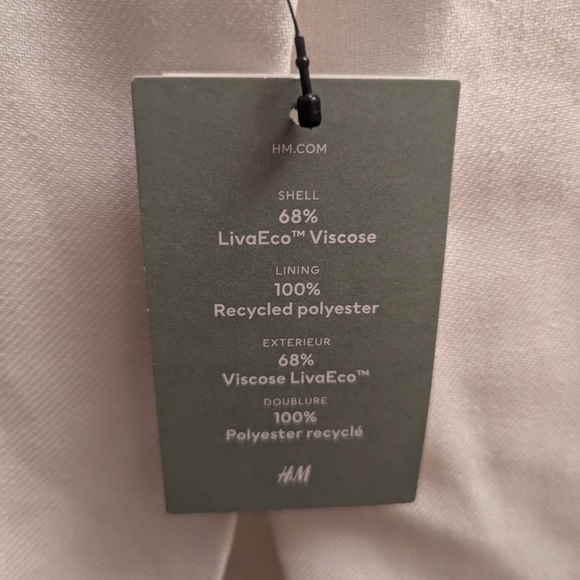 HM.COM
SHELL
68%
LivaEco™ Viscose
LINING
100%
Recycled polyester
EXTERIEUR
68%
Viscose LivaEco™
DOUBLURE
100%
Polyester recyclé
H&M